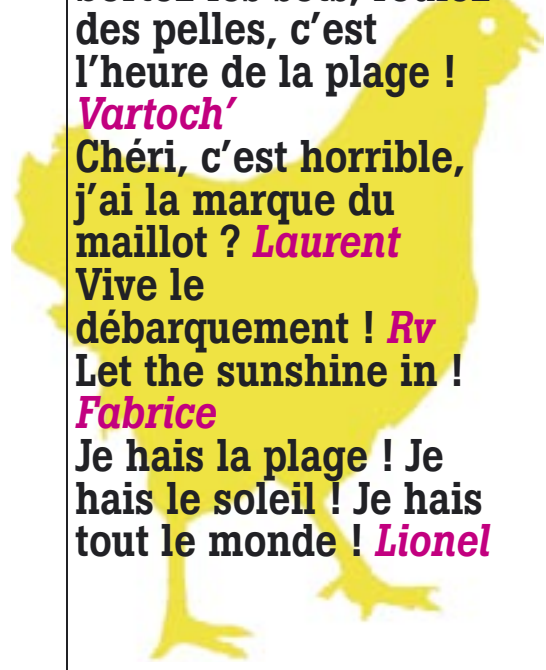 des pelles, c’est
l’heure de la plage !
Vartoch’
Chéri, c’est horrible,
j’ai la marque du
maillot ? Laurent
Vive le
débarquement ! Rv
Let the sunshine in !
Fabrice
Je hais la plage ! Je
hais le soleil ! Je hais
tout le monde ! Lionel